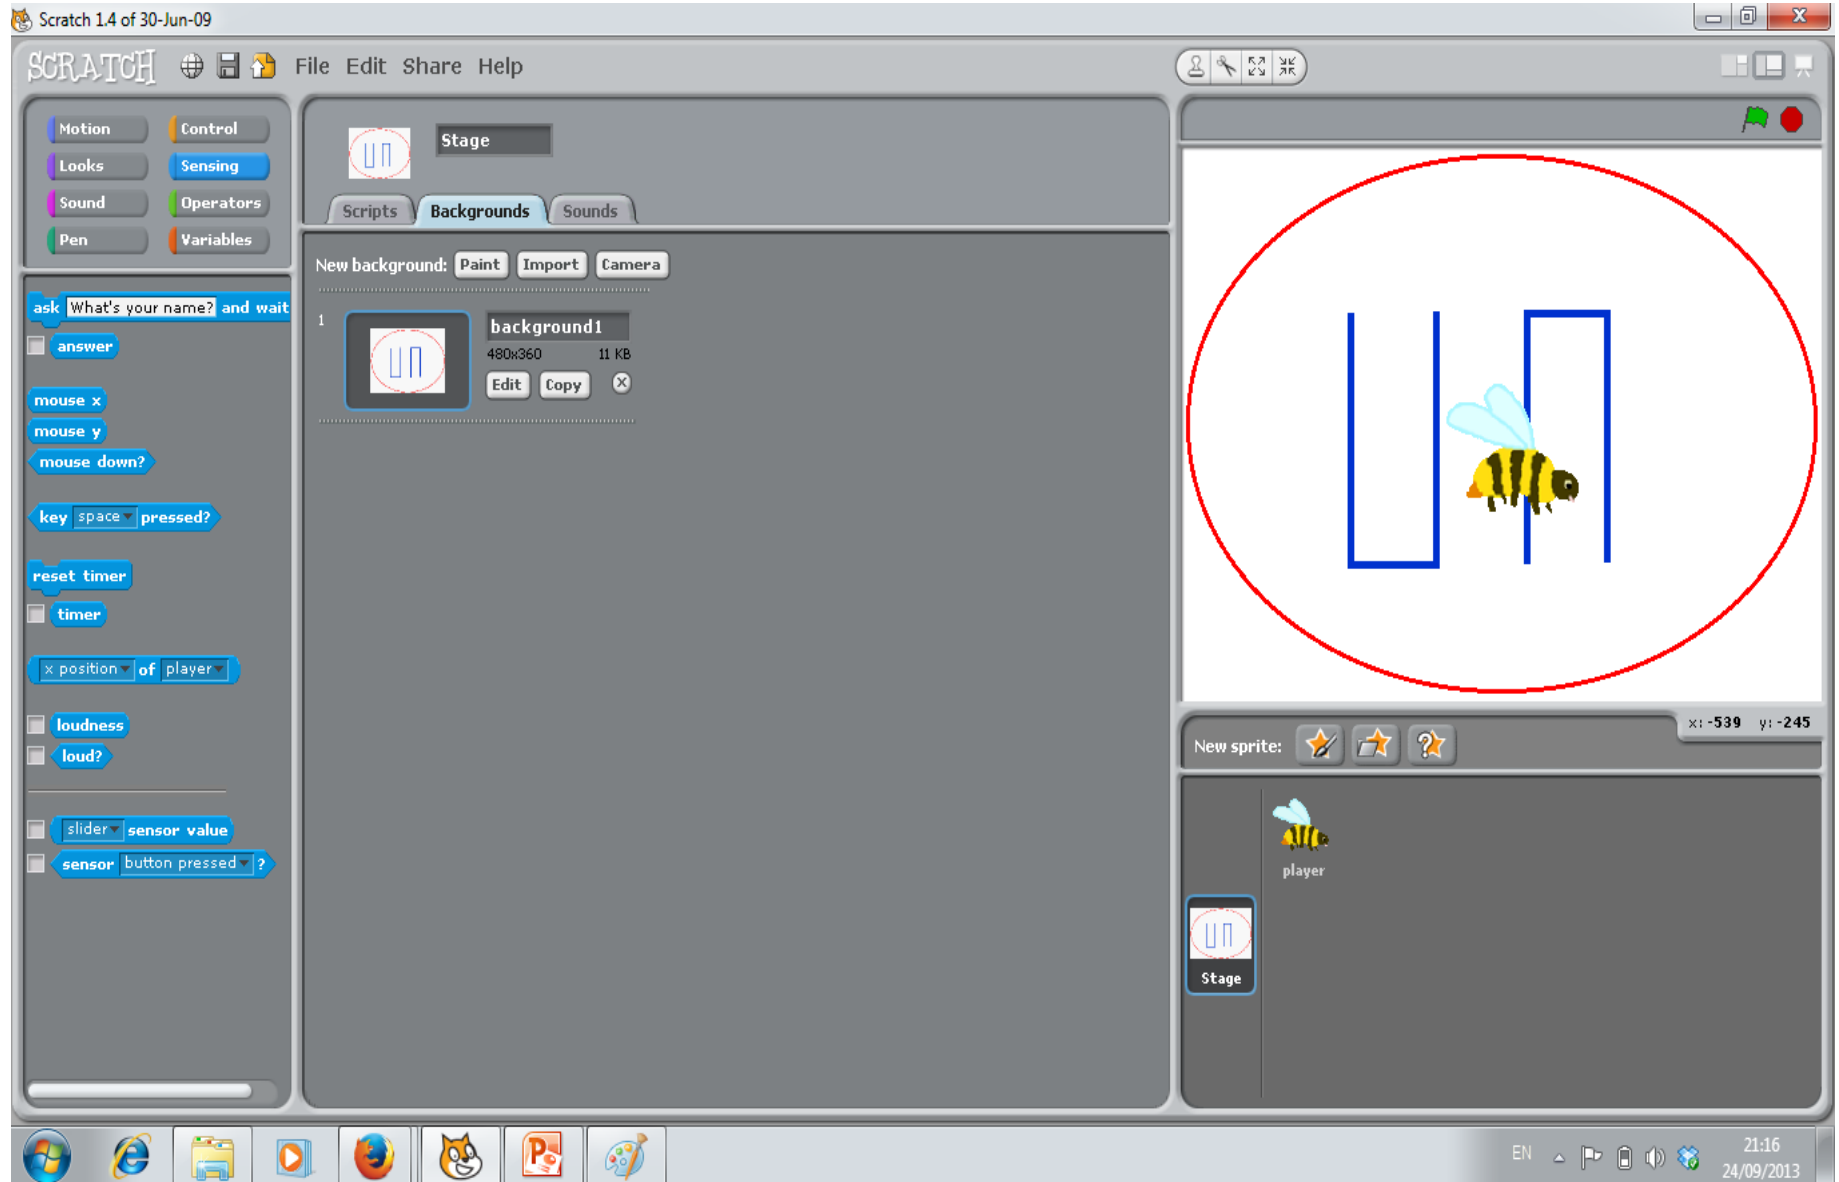 Scratch 1.4 of 30-Jun-09
SCRATCH File Edit Share Help
Motion Control
Looks Sensing
Sound Operators
Pen Variables
ask What's your name? and wait
answer
mouse x
mouse y
mouse down?
key space pressed?
reset timer
timer
x position of player
loudness
loud?
slider sensor value
sensor button pressed ?
Stage
Scripts Backgrounds Sounds
New background: Paint Import Camera
1
background1
480x360 11 KB
Edit Copy
x:-539 y:-245
New sprite:
player
Stage
EN
21:16
24/09/2013